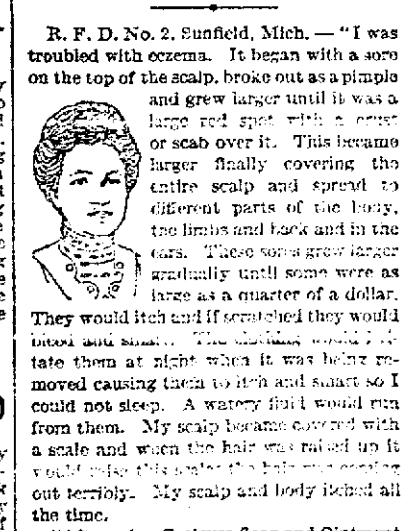 R. F. D. No. 2, Sunfield, Mich. — "I was
troubled with eczema. It began with a sore
on the top of the scalp, broke out as a pimple
and grew larger until it was a
large red spot with a crust
or scab over it. This became
larger finally covering the
entire scalp and spread to
different parts of the body,
the limbs and back and in the
ears. These sores grew larger
gradually until some were as
large as a quarter of a dollar.
They would itch and if scratched they would
bleed and smart. The clothing would
tate them at night when it was being re-
moved causing them to itch and smart so I
could not sleep. A watery fluid would run
from them. My scalp became covered with
a scale and when the hair was raised up it
would raise this the hair was coming
out terribly. My scalp and body itched all
the time.